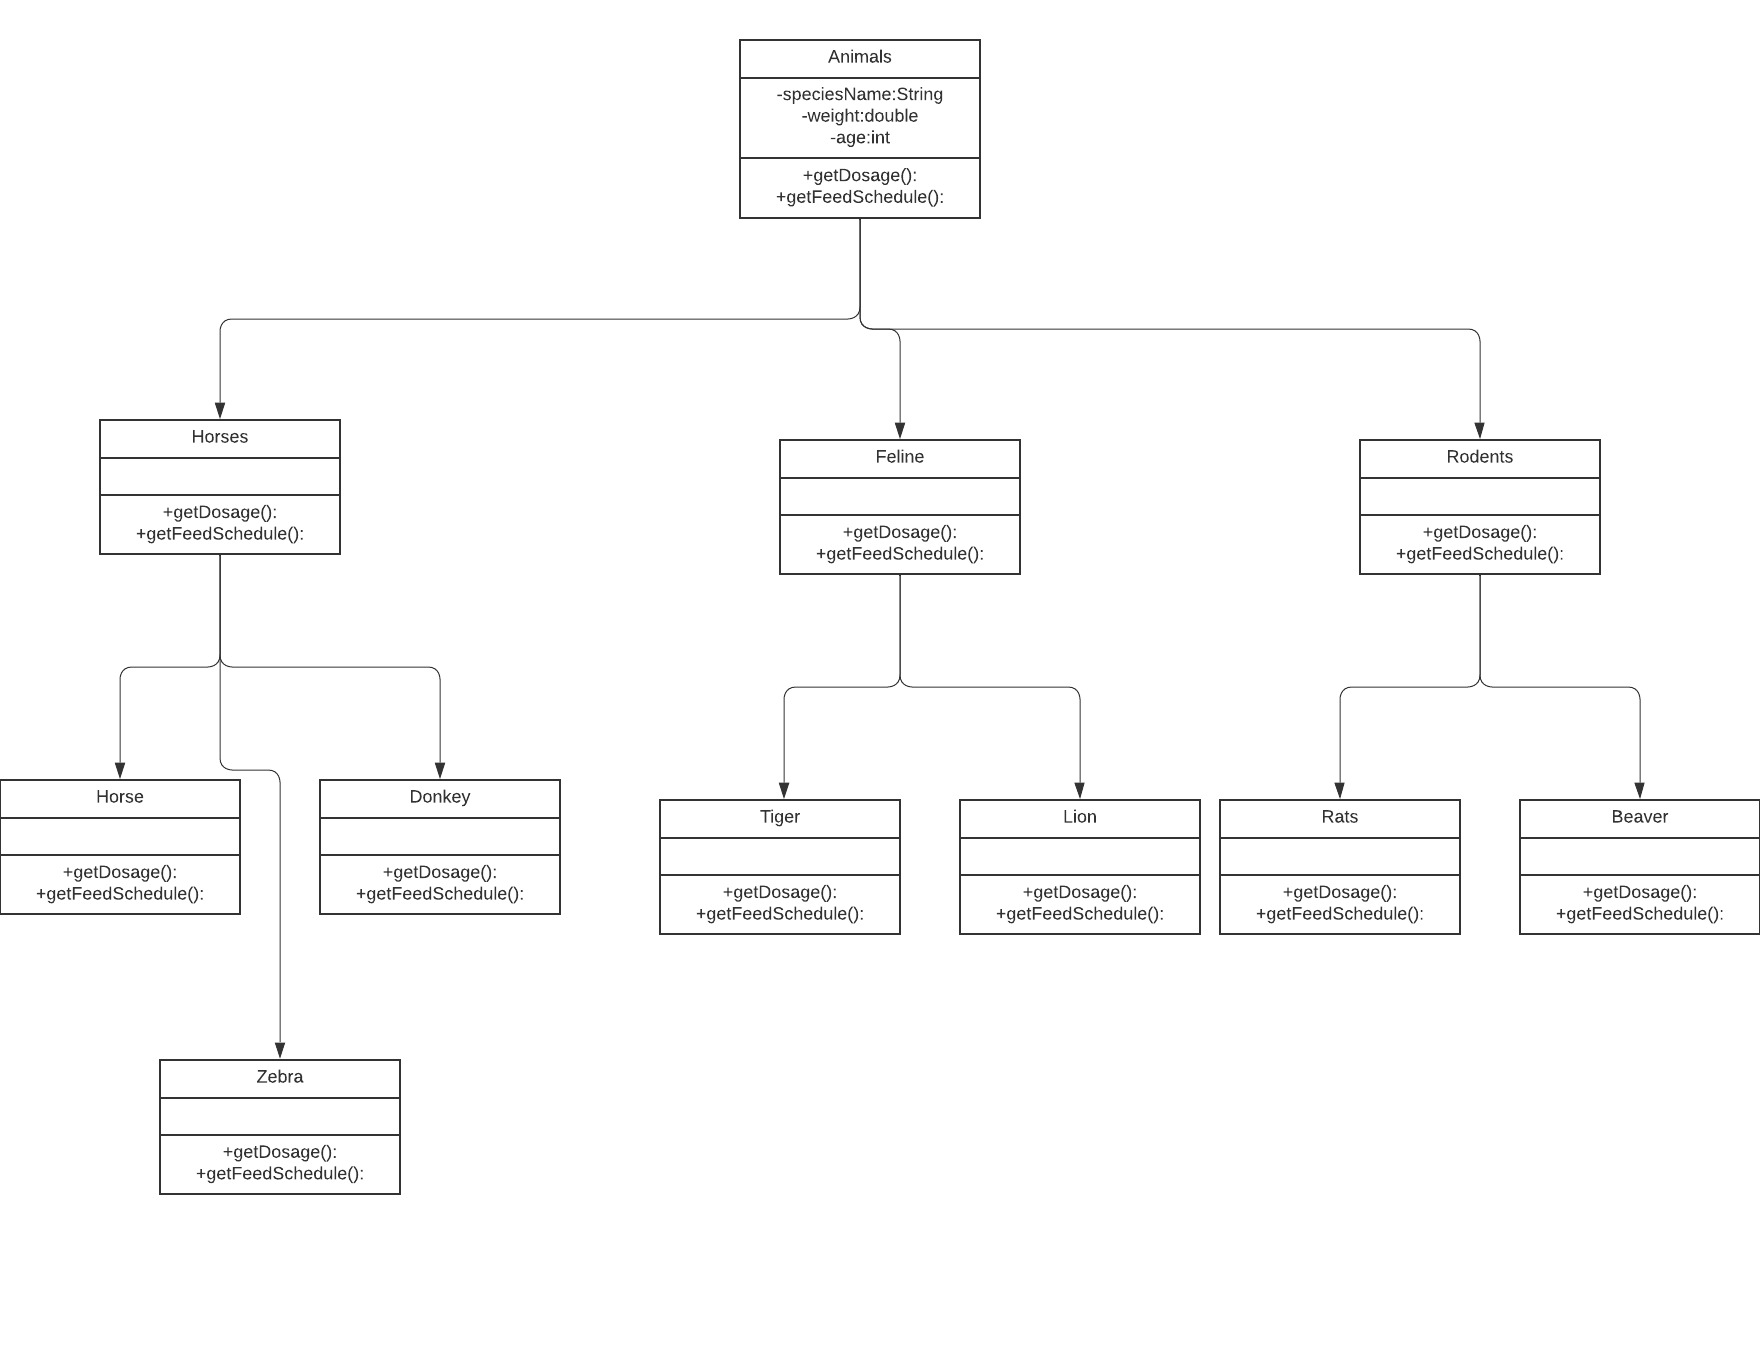 Animals
-speciesName:String
-weight:double
-age:int
+getDosage():
+getFeedSchedule():
Horses
+getDosage():
+getFeedSchedule():
Feline
+getDosage():
+getFeedSchedule():
Rodents
+getDosage():
+getFeedSchedule():
Horse
+getDosage():
+getFeedSchedule():
Donkey
+getDosage():
+getFeedSchedule():
Tiger
+getDosage():
+getFeedSchedule():
Lion
+getDosage():
+getFeedSchedule():
Rats
+getDosage():
+getFeedSchedule():
Beaver
+getDosage():
+getFeedSchedule():
Zebra
+getDosage():
+getFeedSchedule():